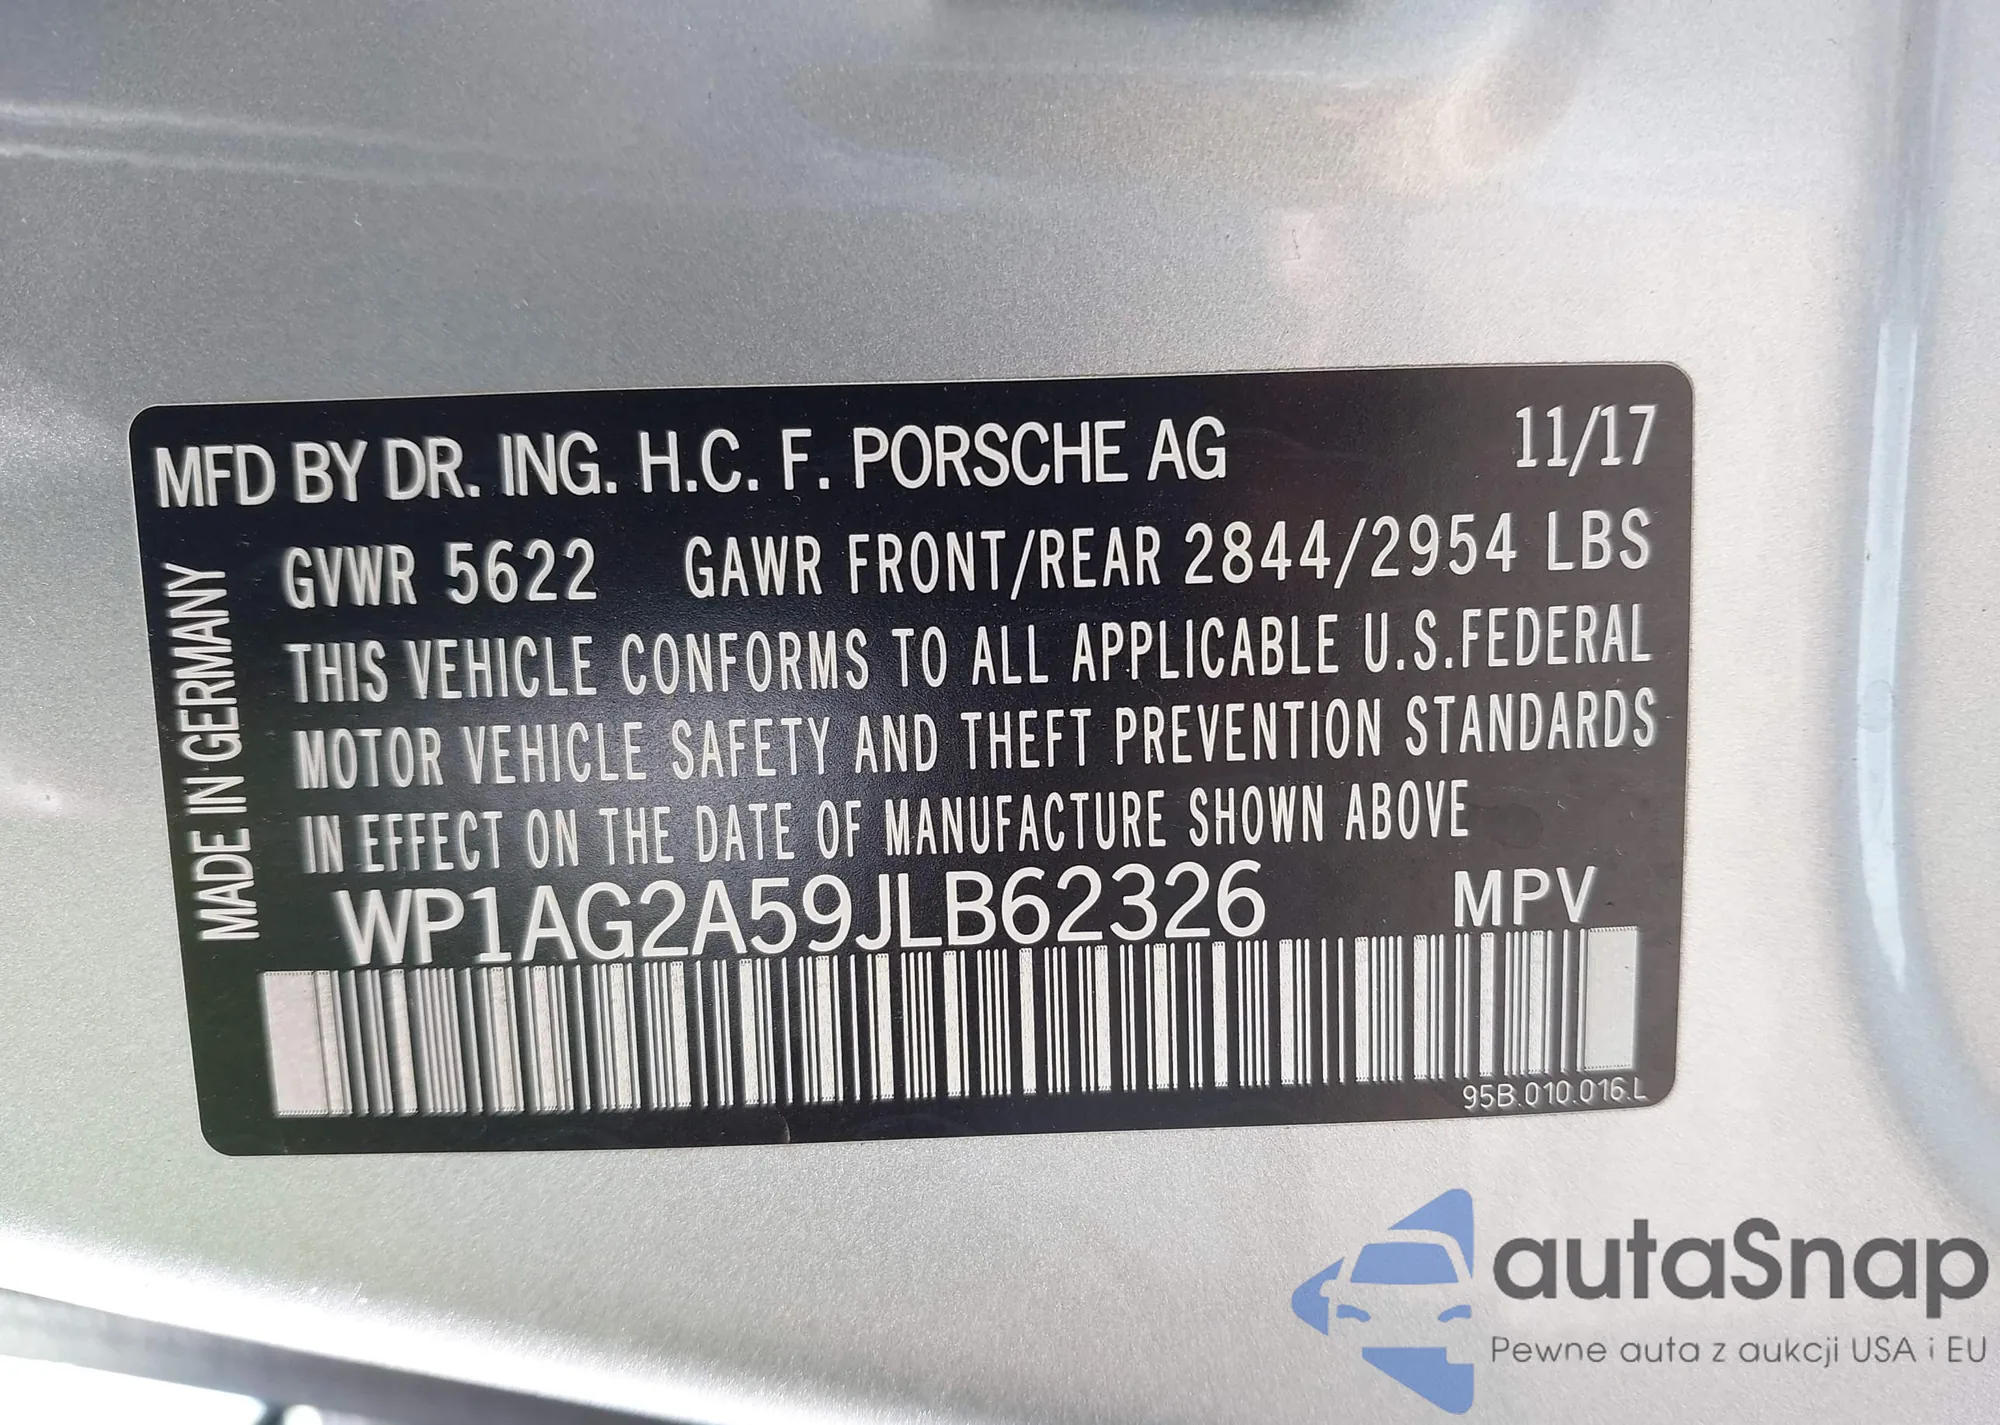 MFD BY DR. ING. H.C. F. PORSCHE AG 11/17
GVWR 5622 GAWR FRONT/REAR 2844/2954 LBS
THIS VEHICLE CONFORMS TO ALL APPLICABLE U.S.FEDERAL
MOTOR VEHICLE SAFETY AND THEFT PREVENTION STANDARDS
IN EFFECT ON THE DATE OF MANUFACTURE SHOWN ABOVE
WP1AG2A59JLB62326 MPV
95B.010.016.L
MADE IN GERMANY
autaSnap
Pewne auta z aukcji USA i EU